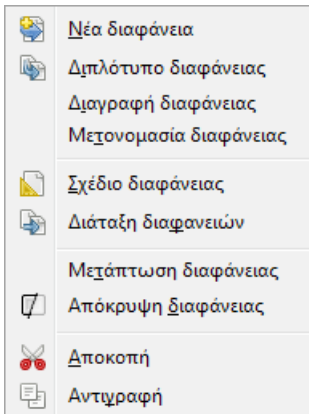 Νέα διαφάνεια
Διπλότυπο διαφάνειας
Διαγραφή διαφάνειας
Μετονομασία διαφάνειας
Σχέδιο διαφάνειας
Διάταξη διαφανειών
Μετάπτωση διαφάνειας
Απόκρυψη διαφάνειας
Αποκοπή
Αντιγραφή